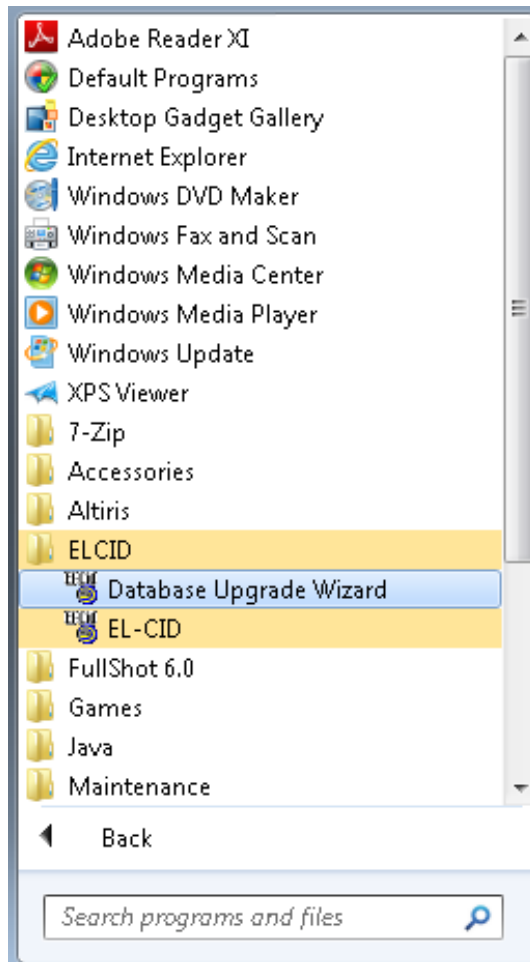 Adobe Reader XI
Default Programs
Desktop Gadget Gallery
Internet Explorer
Windows DVD Maker
Windows Fax and Scan
Windows Media Center
Windows Media Player
Windows Update
XPS Viewer
7-Zip
Accessories
Altiris
ELCID
Database Upgrade Wizard
EL-CID
FullShot 6.0
Games
Java
Maintenance
Back
Search programs and files